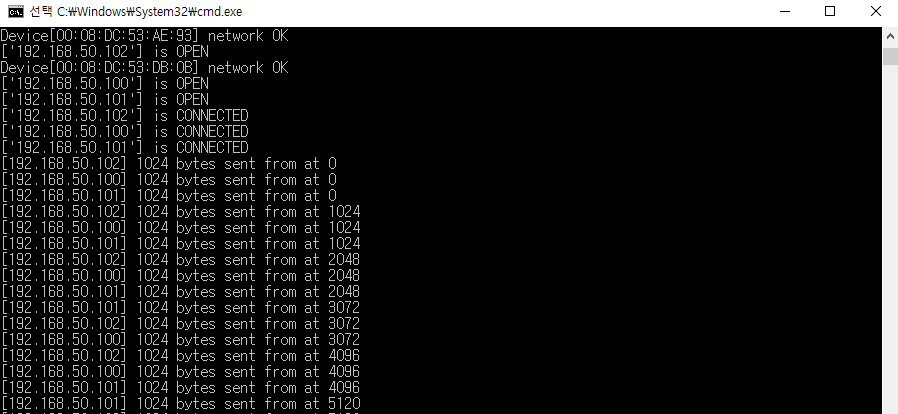 선택 C:₩Windows₩System32₩cmd.exe
Device[00:08:DC:53:AE:93] network OK
['192.168.50.102'] is OPEN
Device[00:08:DC:53:DB:0B] network OK
['192.168.50.100'] is OPEN
['192.168.50.101'] is OPEN
['192.168.50.102'] is CONNECTED
['192.168.50.100'] is CONNECTED
['192.168.50.101'] is CONNECTED
[192.168.50.102] 1024 bytes sent from at 0
[192.168.50.100] 1024 bytes sent from at 0
[192.168.50.101] 1024 bytes sent from at 0
[192.168.50.102] 1024 bytes sent from at 1024
[192.168.50.100] 1024 bytes sent from at 1024
[192.168.50.101] 1024 bytes sent from at 1024
[192.168.50.102] 1024 bytes sent from at 2048
[192.168.50.100] 1024 bytes sent from at 2048
[192.168.50.101] 1024 bytes sent from at 2048
[192.168.50.101] 1024 bytes sent from at 3072
[192.168.50.102] 1024 bytes sent from at 3072
[192.168.50.100] 1024 bytes sent from at 3072
[192.168.50.102] 1024 bytes sent from at 4096
[192.168.50.100] 1024 bytes sent from at 4096
[192.168.50.101] 1024 bytes sent from at 4096
[192.168.50.101] 1024 bytes sent from at 5120